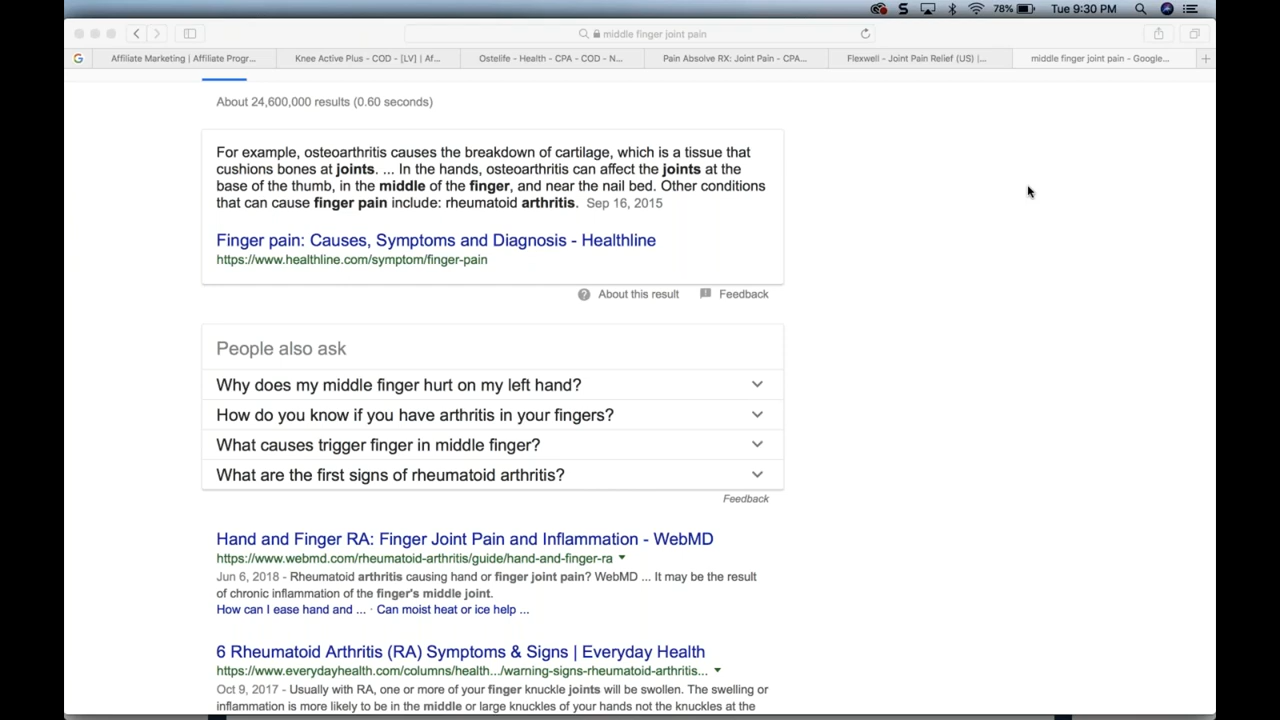 78% Tue 9:30 PM
middle finger joint pain
Affiliate Marketing | Affiliate Progr...
Knee Active Plus - COD - [LV] | Af...
Ostelife - Health - CPA - COD - N...
Pain Absolve RX: Joint Pain - CPA...
Flexwell - Joint Pain Relief (US) |...
middle finger joint pain - Google...
About 24,600,000 results (0.60 seconds)
For example, osteoarthritis causes the breakdown of cartilage, which is a tissue that
cushions bones at joints. ... In the hands, osteoarthritis can affect the joints at the
base of the thumb, in the middle of the finger, and near the nail bed. Other conditions
that can cause finger pain include: rheumatoid arthritis. Sep 16, 2015
Finger pain: Causes, Symptoms and Diagnosis - Healthline
https://www.healthline.com/symptom/finger-pain
About this result Feedback
People also ask
Why does my middle finger hurt on my left hand?
How do you know if you have arthritis in your fingers?
What causes trigger finger in middle finger?
What are the first signs of rheumatoid arthritis?
Feedback
Hand and Finger RA: Finger Joint Pain and Inflammation - WebMD
https://www.webmd.com/rheumatoid-arthritis/guide/hand-and-finger-ra
Jun 6, 2018 - Rheumatoid arthritis causing hand or finger joint pain? WebMD ... It may be the result
of chronic inflammation of the finger's middle joint.
How can I ease hand and ... · Can moist heat or ice help ...
6 Rheumatoid Arthritis (RA) Symptoms & Signs | Everyday Health
https://www.everydayhealth.com/columns/health.../warning-signs-rheumatoid-arthritis...
Oct 9, 2017 - Usually with RA, one or more of your finger knuckle joints will be swollen. The swelling or
inflammation is more likely to be in the middle or large knuckles of your hands not the knuckles at the